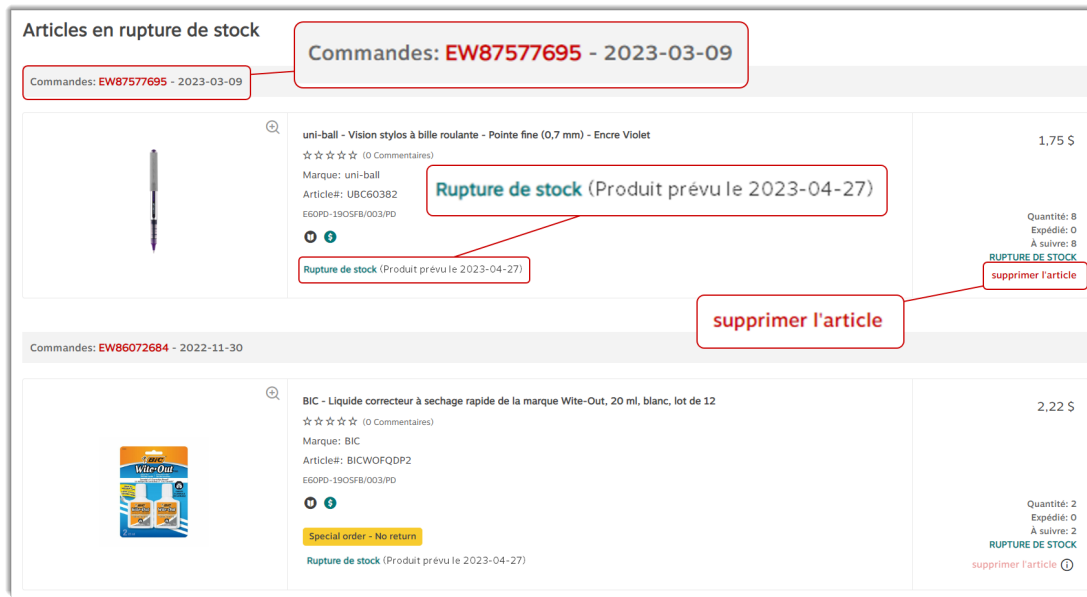 Articles en rupture de stock
Commandes: EW87577695 - 2023-03-09
Commandes: EW87577695 - 2023-03-09
uni-ball - Vision stylos à bille roulante - Pointe fine (0,7 mm) - Encre Violet
1,75 $
(0 Commentaires)
Marque: uni-ball
Rupture de stock (Produit prévu le 2023-04-27)
Article#: UBC60382
E60PD-19OSFB/003/PD
Quantité: 8
Expédié: 0
À suivre: 8
RUPTURE DE STOCK
Rupture de stock (Produit prévu le 2023-04-27)
supprimer l'article
supprimer l'article
Commandes: EW86072684 - 2022-11-30
BIC - Liquide correcteur à sechage rapide de la marque Wite-Out, 20 ml, blanc, lot de 12
2,22 $
(0 Commentaires)
Marque: BIC
Article#: BICWOFQDP2
E60PD-19OSFB/003/PD
BIC
Wite-Out
Quantité: 2
Expédié: 0
À suivre: 2
RUPTURE DE STOCK
Special order - No return
Rupture de stock (Produit prévu le 2023-04-27)
supprimer l'article